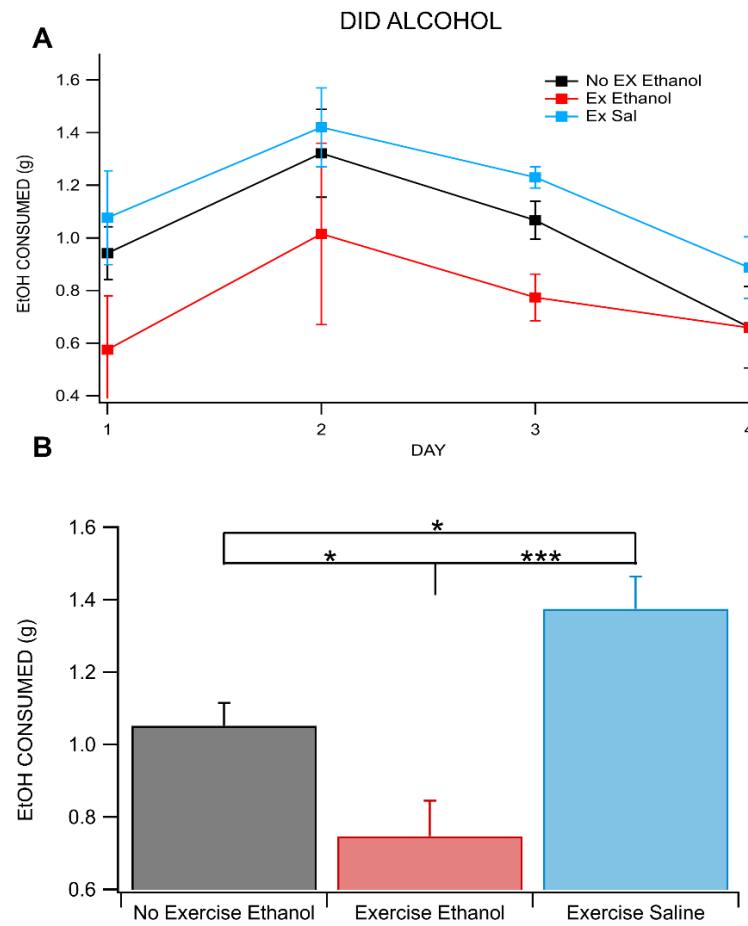 DID ALCOHOL
A
No EX Ethanol
Ex Ethanol
Ex Sal
EtOH CONSUMED (g)
1.6
1.4
1.2
1.0
0.8
0.6
0.4
1 2 3 4
DAY
B
EtOH CONSUMED (g)
1.6
1.4
1.2
1.0
0.8
0.6
*
* ***
No Exercise Ethanol Exercise Ethanol Exercise Saline